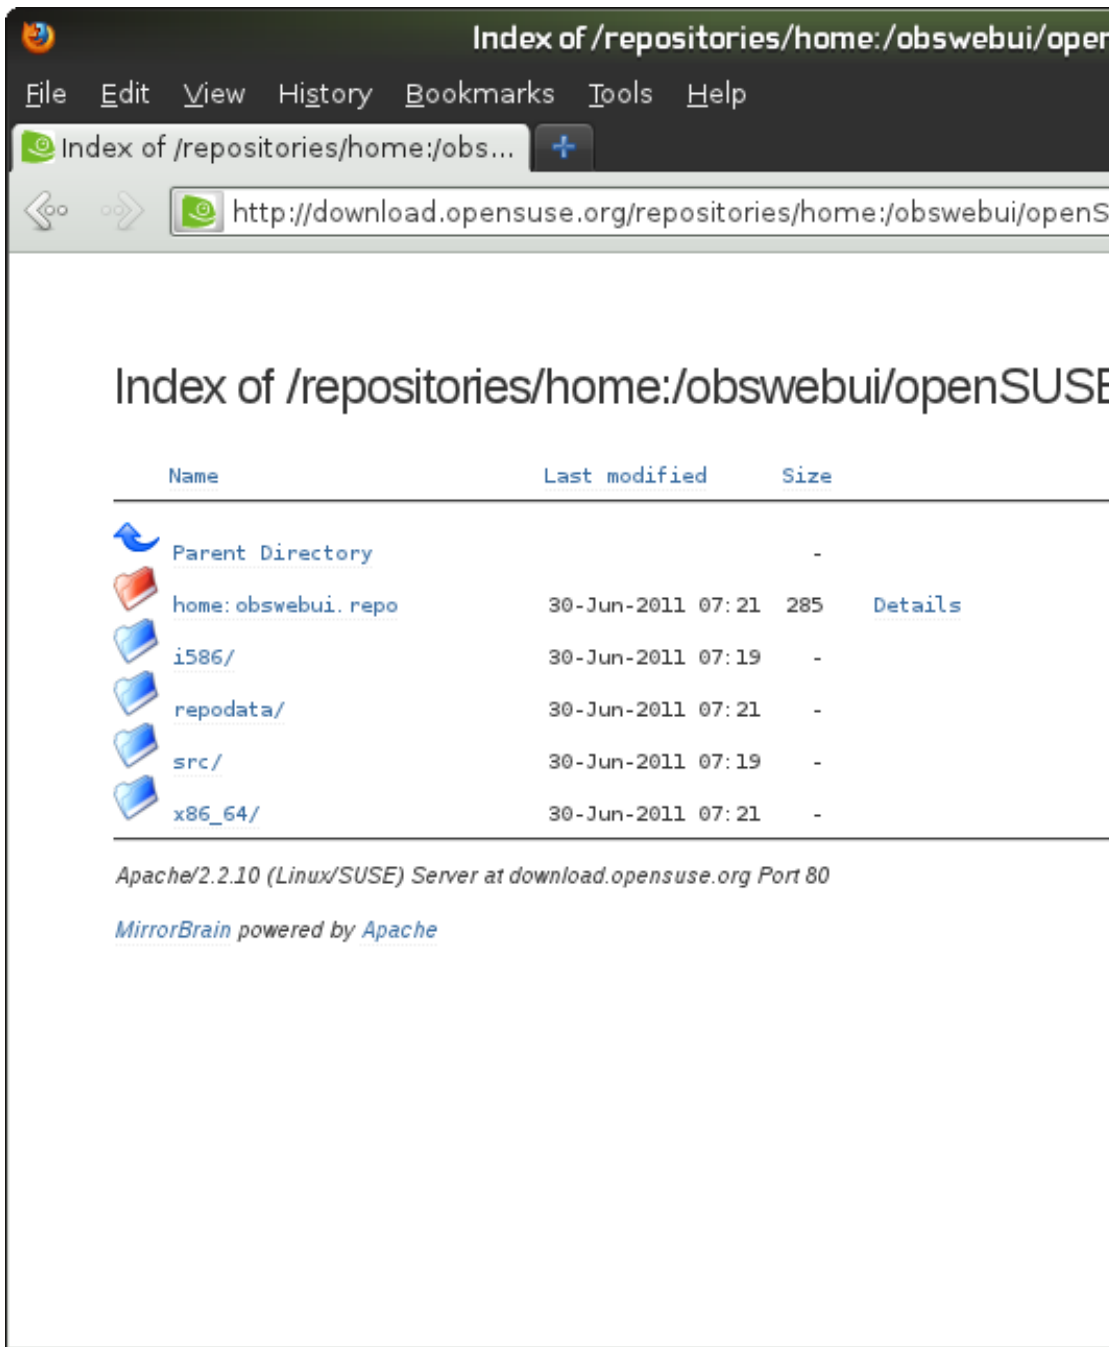 Index of /repositories/home:/obswebui/open
File Edit View History Bookmarks Tools Help
Index of /repositories/home:/obs...
http://download.opensuse.org/repositories/home:/obswebui/openS
Index of /repositories/home:/obswebui/openSUSE
Name Last modified Size
Parent Directory -
home:obswebui.repo 30-Jun-2011 07:21 285 Details
i586/ 30-Jun-2011 07:19 -
repodata/ 30-Jun-2011 07:21 -
src/ 30-Jun-2011 07:19 -
x86_64/ 30-Jun-2011 07:21 -
Apache/2.2.10 (Linux/SUSE) Server at download.opensuse.org Port 80
MirrorBrain powered by Apache